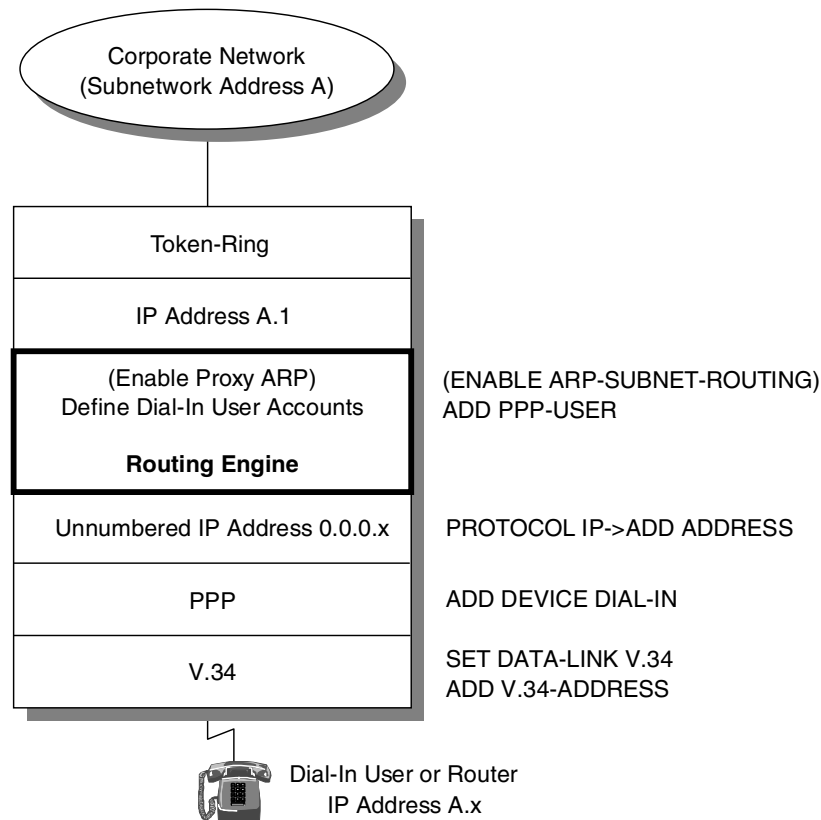 Corporate Network
(Subnetwork Address A)
Token-Ring
IP Address A.1
(Enable Proxy ARP)
Define Dial-In User Accounts
Routing Engine
(ENABLE ARP-SUBNET-ROUTING)
ADD PPP-USER
Unnumbered IP Address 0.0.0.x
PROTOCOL IP->ADD ADDRESS
PPP
ADD DEVICE DIAL-IN
V.34
SET DATA-LINK V.34
ADD V.34-ADDRESS
Dial-In User or Router
IP Address A.x